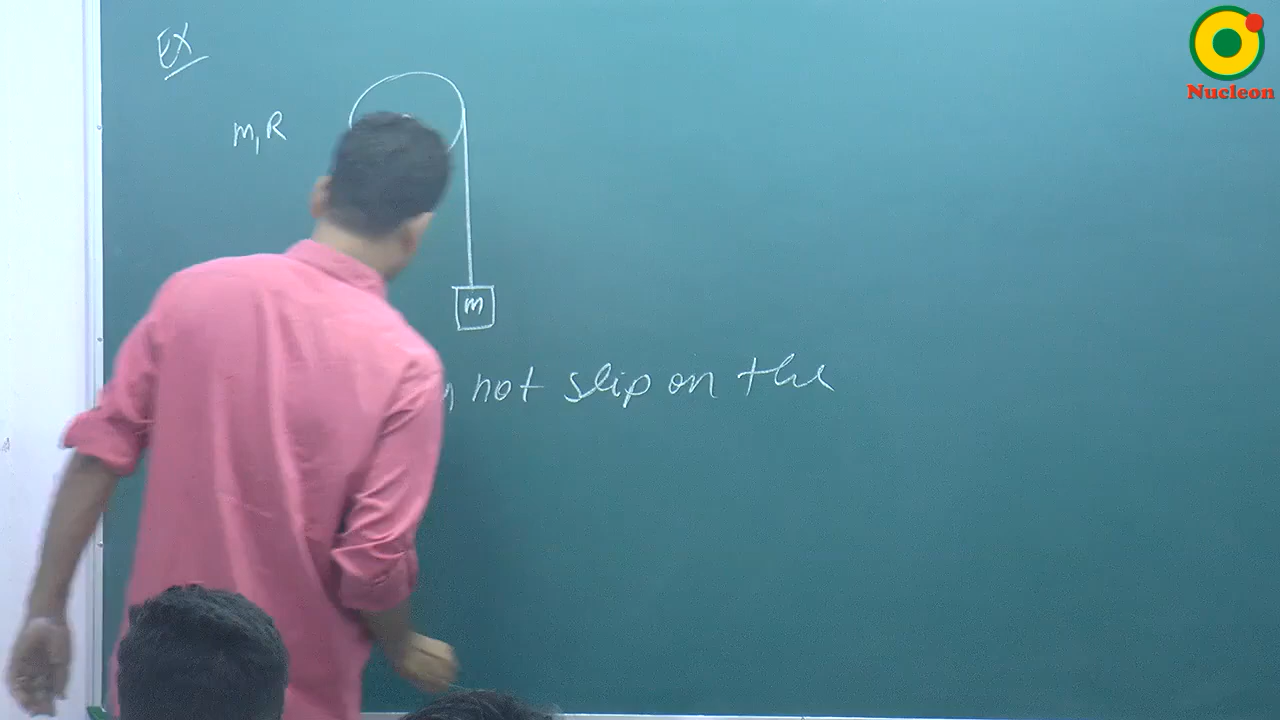 EX
Nucleon
m, R
m
not slip on the